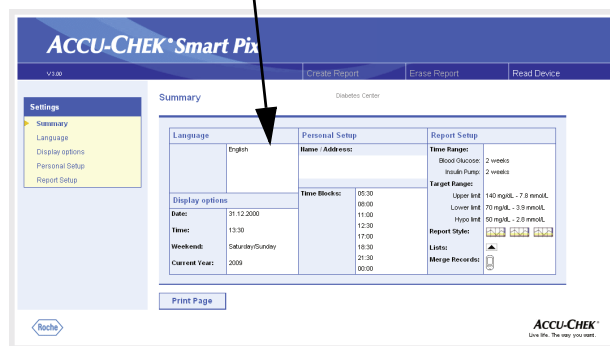 ACCU-CHEK® Smart Pix
V 3.00
Create Report
Erase Report
Read Device
Settings
Summary
Language
Display options
Personal Setup
Report Setup
Summary
Diabetes Center
Language
English
Display options
Date: 31.12.2000
Time: 13:30
Weekend: Saturday/Sunday
Current Year: 2009
Personal Setup
Name / Address:
Time Blocks: 05:30
08:00
11:00
12:30
17:00
18:30
21:30
00:00
Report Setup
Time Range:
Blood Glucose: 2 weeks
Insulin Pump: 2 weeks
Target Range:
Upper limit 140 mg/dL - 7.8 mmol/L
Lower limit 70 mg/dL - 3.9 mmol/L
Hypo limit 50 mg/dL - 2.8 mmol/L
Report Style:
Lists:
Merge Records:
Print Page
Roche
ACCU-CHEK®
Live life. The way you want.